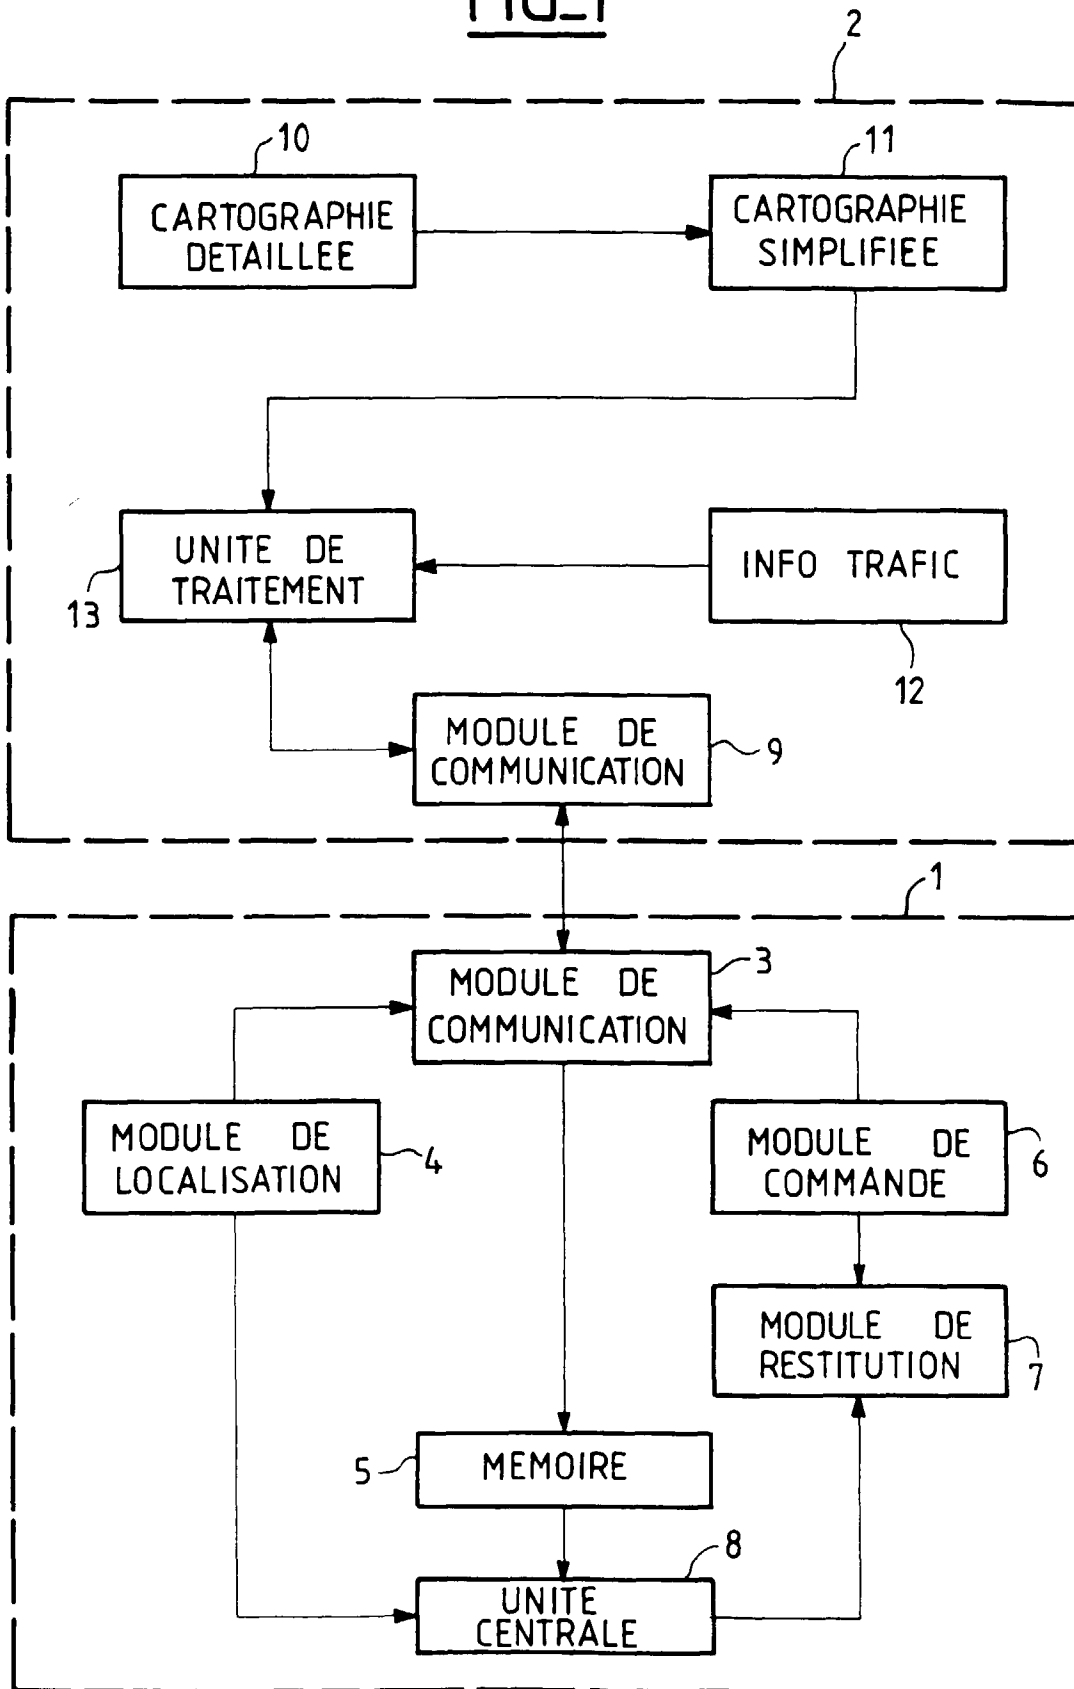 FIG_1
2
10
11
CARTOGRAPHIE
DETAILLEE
CARTOGRAPHIE
SIMPLIFIEE
UNITE DE
TRAITEMENT
13
INFO TRAFIC
12
MODULE DE
COMMUNICATION
9
1
MODULE DE
COMMUNICATION
3
MODULE DE
LOCALISATION
4
MODULE DE
COMMANDE
6
MODULE DE
RESTITUTION
7
5
MEMOIRE
8
UNITE
CENTRALE